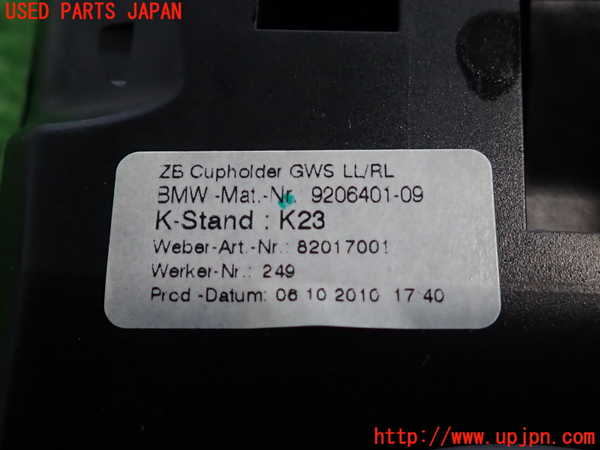 USED PARTS JAPAN
ZB Cupholder GWS LL/RL
BMW -Mat.-Nr. 9206401-09
K-Stand : K23
Weber-Art.-Nr.: 82017001
Werker-Nr.: 249
Prod -Datum: 06 10 2010 17 40
http://www.upjpn.com/